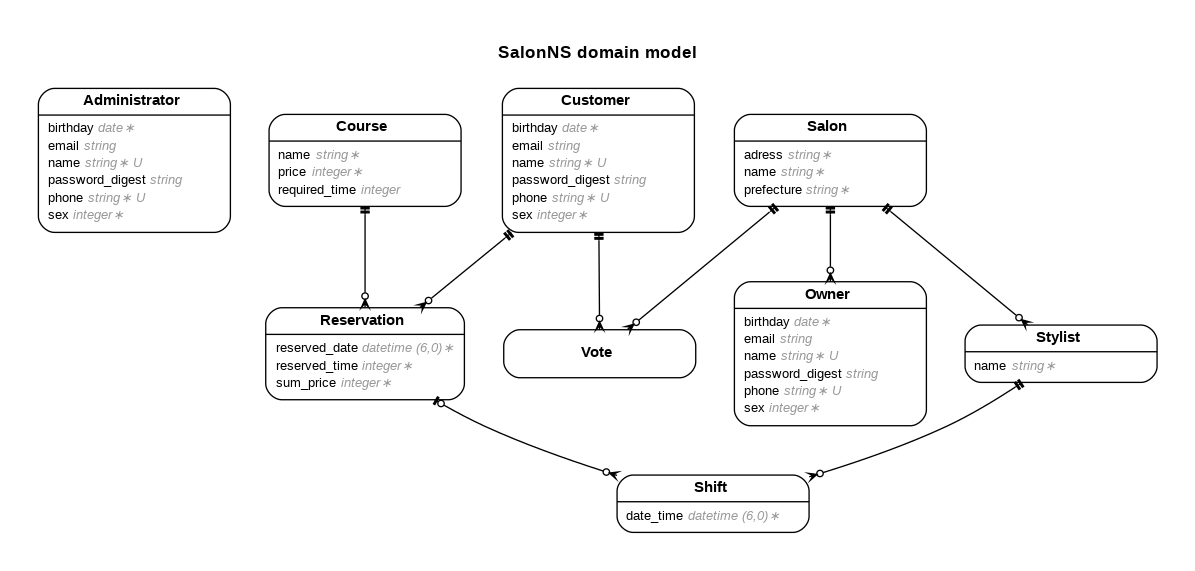 SalonNS domain model
Administrator
birthday date∗
email string
name string∗ U
password_digest string
phone string∗ U
sex integer∗
Course
name string∗
price integer∗
required_time integer
Customer
birthday date∗
email string
name string∗ U
password_digest string
phone string∗ U
sex integer∗
Salon
adress string∗
name string∗
prefecture string∗
Reservation
reserved_date datetime (6,0)∗
reserved_time integer∗
sum_price integer∗
Vote
Owner
birthday date∗
email string
name string∗ U
password_digest string
phone string∗ U
sex integer∗
Stylist
name string∗
Shift
date_time datetime (6,0)∗